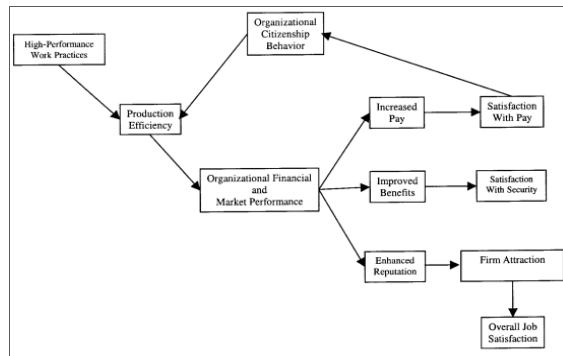 Organizational
Citizenship
Behavior
High-Performance
Work Practices
Production
Efficiency
Increased
Pay
Satisfaction
With Pay
Organizational Financial
and
Market Performance
Improved
Benefits
Satisfaction
With Security
Enhanced
Reputation
Firm Attraction
Overall Job
Satisfaction